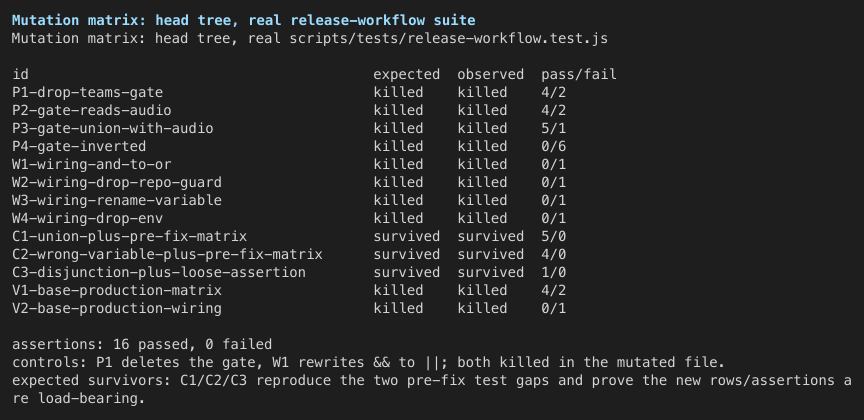 Mutation matrix: head tree, real release-workflow suite
Mutation matrix: head tree, real scripts/tests/release-workflow.test.js
id expected observed pass/fail
P1-drop-teams-gate killed killed 4/2
P2-gate-reads-audio killed killed 4/2
P3-gate-union-with-audio killed killed 5/1
P4-gate-inverted killed killed 0/6
W1-wiring-and-to-or killed killed 0/1
W2-wiring-drop-repo-guard killed killed 0/1
W3-wiring-rename-variable killed killed 0/1
W4-wiring-drop-env killed killed 0/1
C1-union-plus-pre-fix-matrix survived survived 5/0
C2-wrong-variable-plus-pre-fix-matrix survived survived 4/0
C3-disjunction-plus-loose-assertion survived survived 1/0
V1-base-production-matrix killed killed 4/2
V2-base-production-wiring killed killed 0/1
assertions: 16 passed, 0 failed
controls: P1 deletes the gate, W1 rewrites && to ||; both killed in the mutated file.
expected survivors: C1/C2/C3 reproduce the two pre-fix test gaps and prove the new rows/assertions a
re load-bearing.